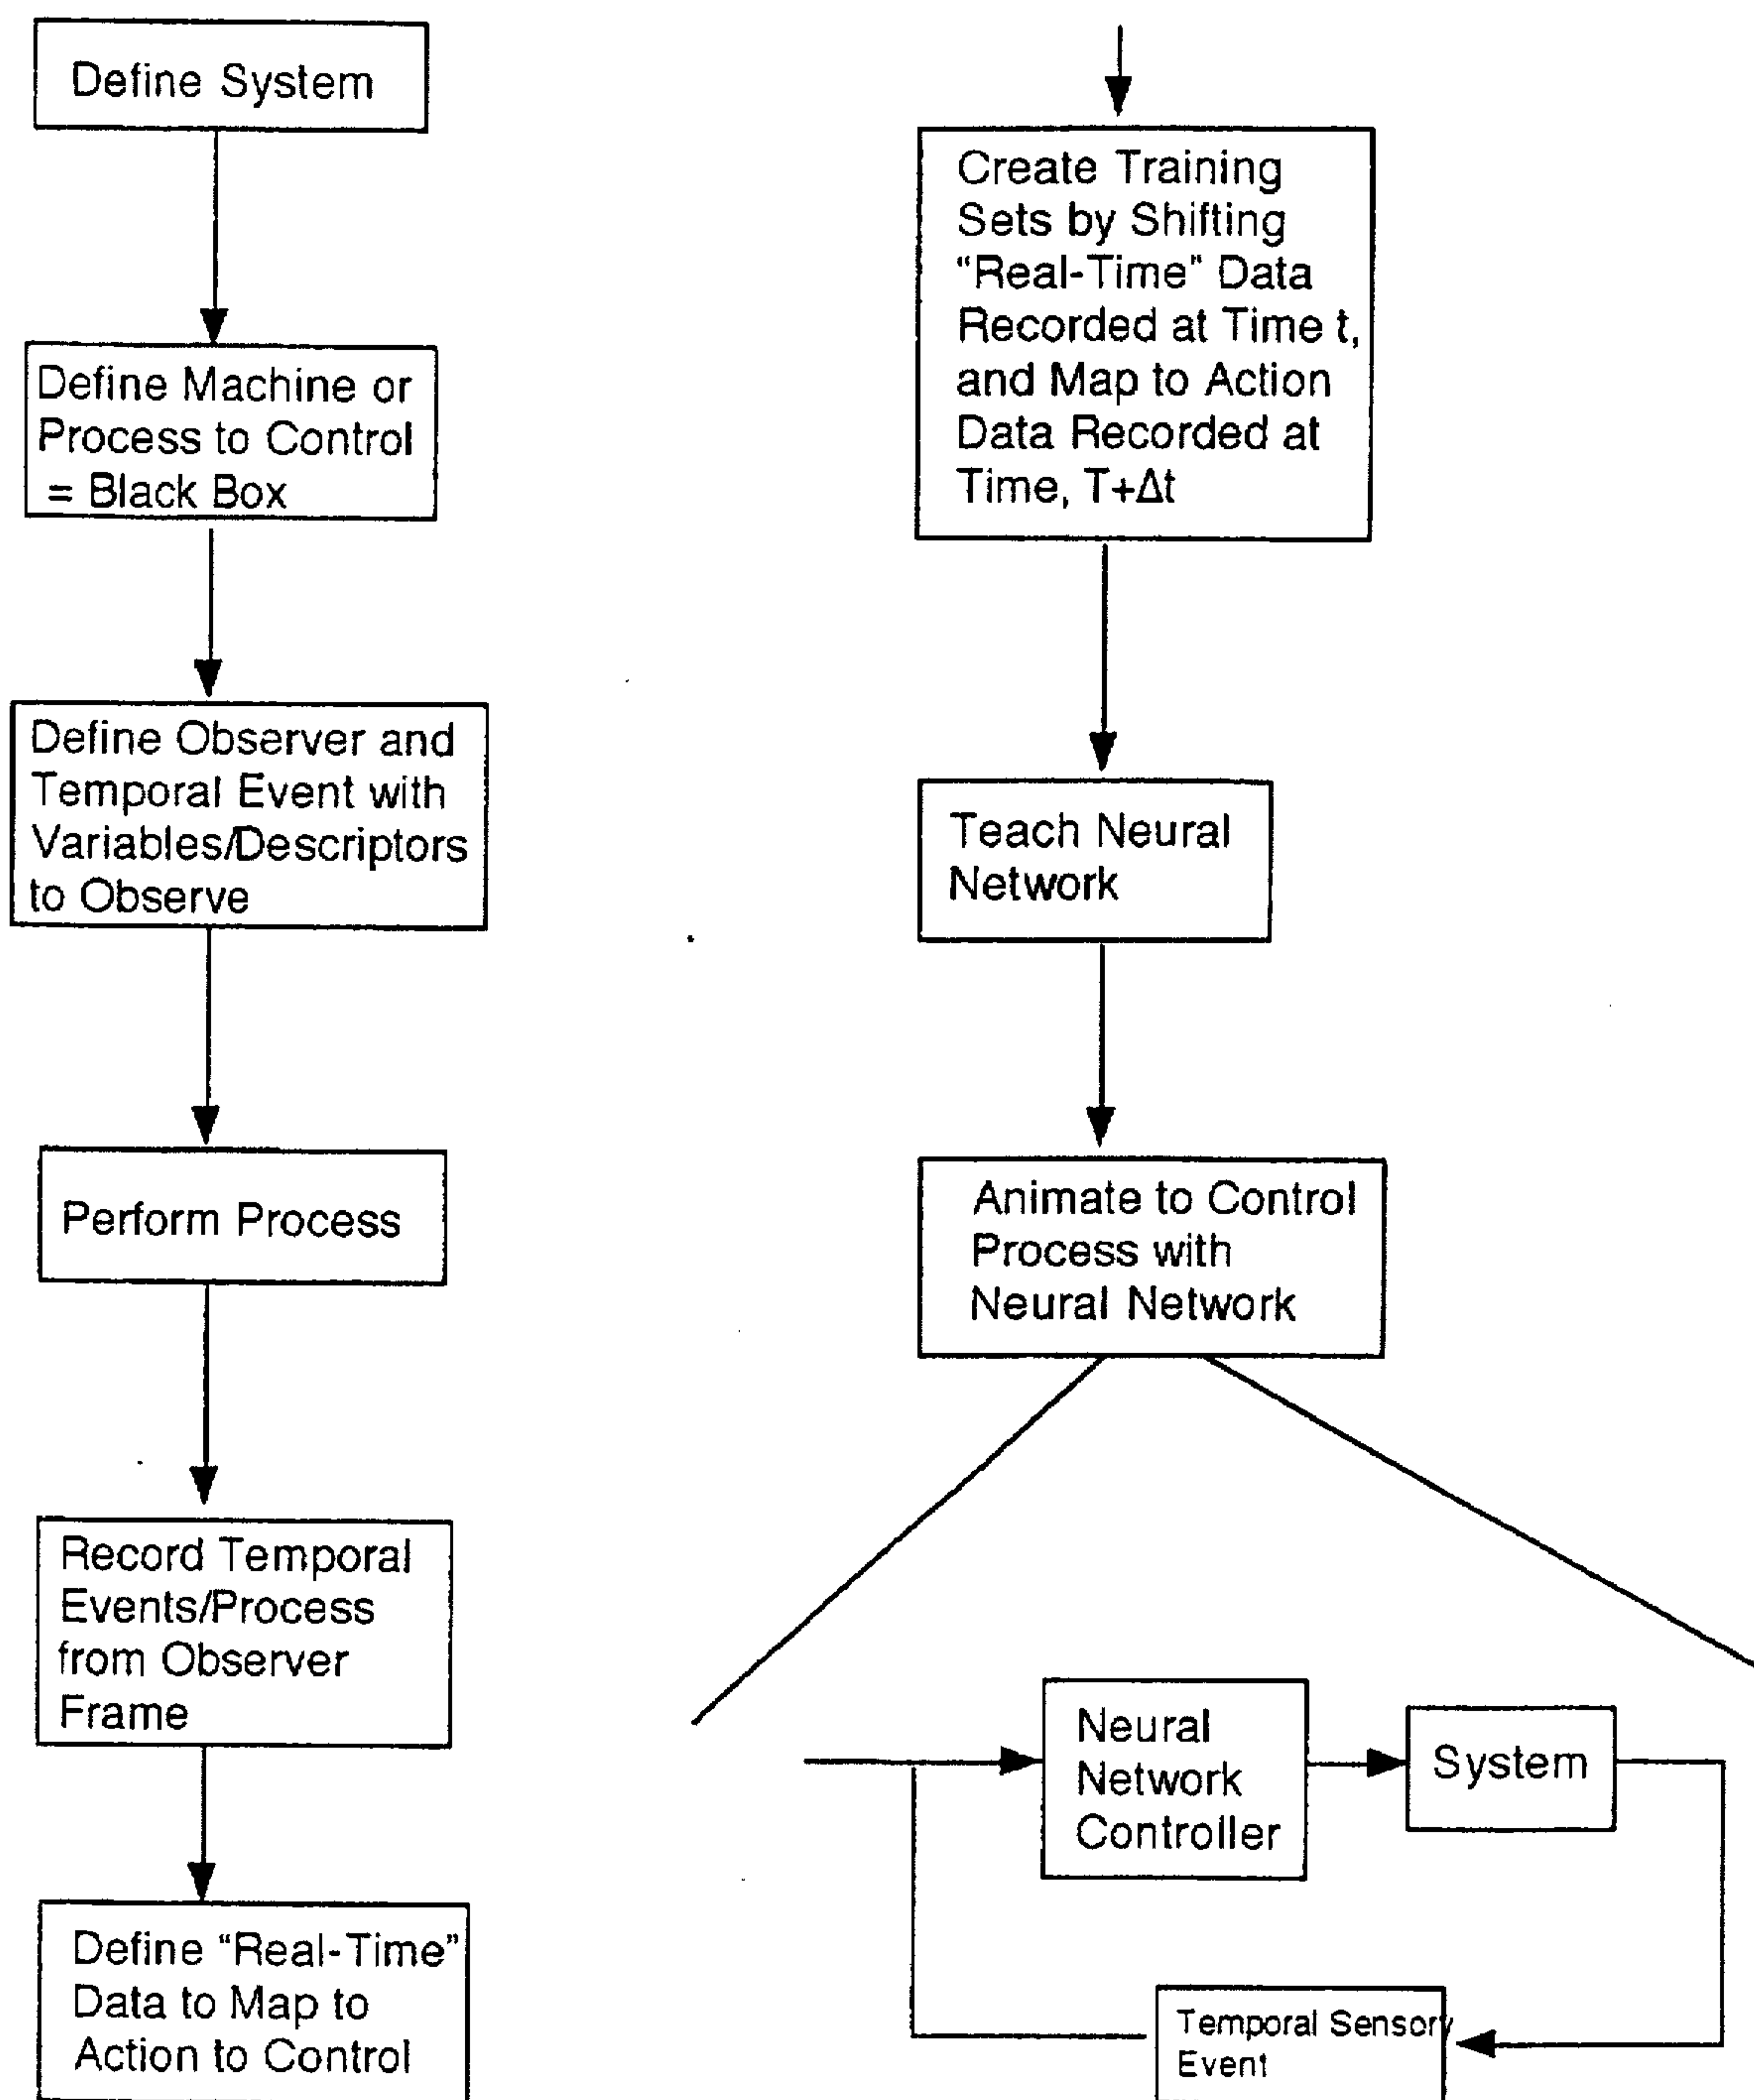 Define System
Define Machine or
Process to Control
= Black Box
Define Observer and
Temporal Event with
Variables/Descriptors
to Observe
Perform Process
Record Temporal
Events/Process
from Observer
Frame
Define “Real-Time”
Data to Map to
Action to Control
Create Training
Sets by Shifting
“Real-Time” Data
Recorded at Time t,
and Map to Action
Data Recorded at
Time, T+Δt
Teach Neural
Network
Animate to Control
Process with
Neural Network
Neural
Network
Controller
System
Temporal Sensory
Event